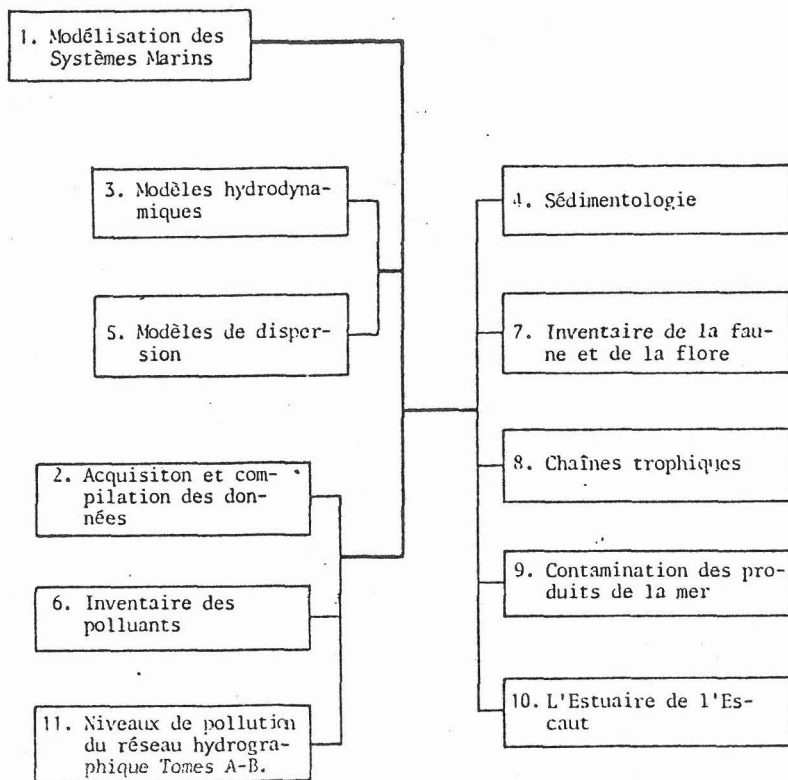 1. Modélisation des
Systèmes Marins
3. Modèles hydrodyna-
miques
5. Modèles de disper-
sion
2. Acquisiton et com-
pilation des don-
nées
6. Inventaire des
polluants
11. Niveaux de pollution
du réseau hydrogra-
phique Tomes A-B.
4. Sédimentologie
7. Inventaire de la fau-
ne et de la flore
8. Chaînes trophiques
9. Contamination des pro-
duits de la mer
10. L'Estuaire de l'Es-
caut